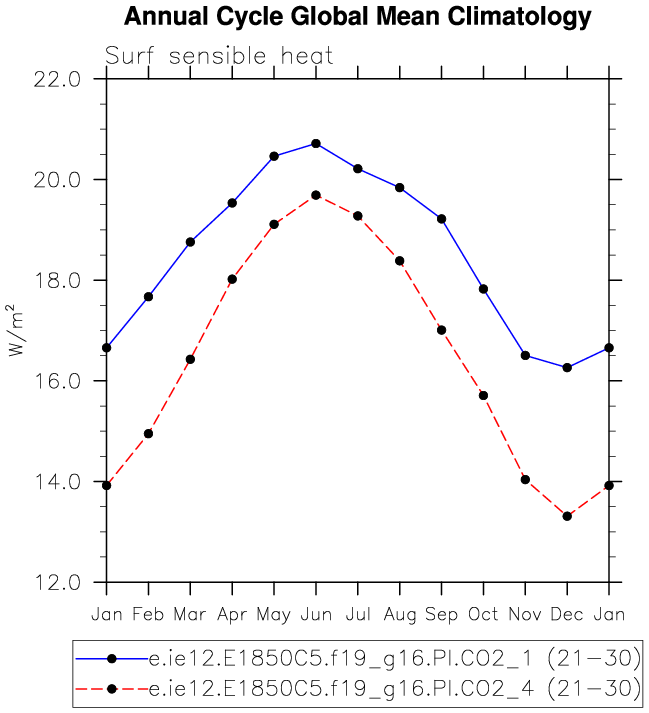 Annual Cycle Global Mean Climatology
Surf sensible heat
22.0
20.0
18.0
16.0
14.0
12.0
W/m²
Jan Feb Mar Apr May Jun Jul Aug Sep Oct Nov Dec Jan
e.ie12.E1850C5.f19_g16.PI.CO2_1 (21-30)
e.ie12.E1850C5.f19_g16.PI.CO2_4 (21-30)